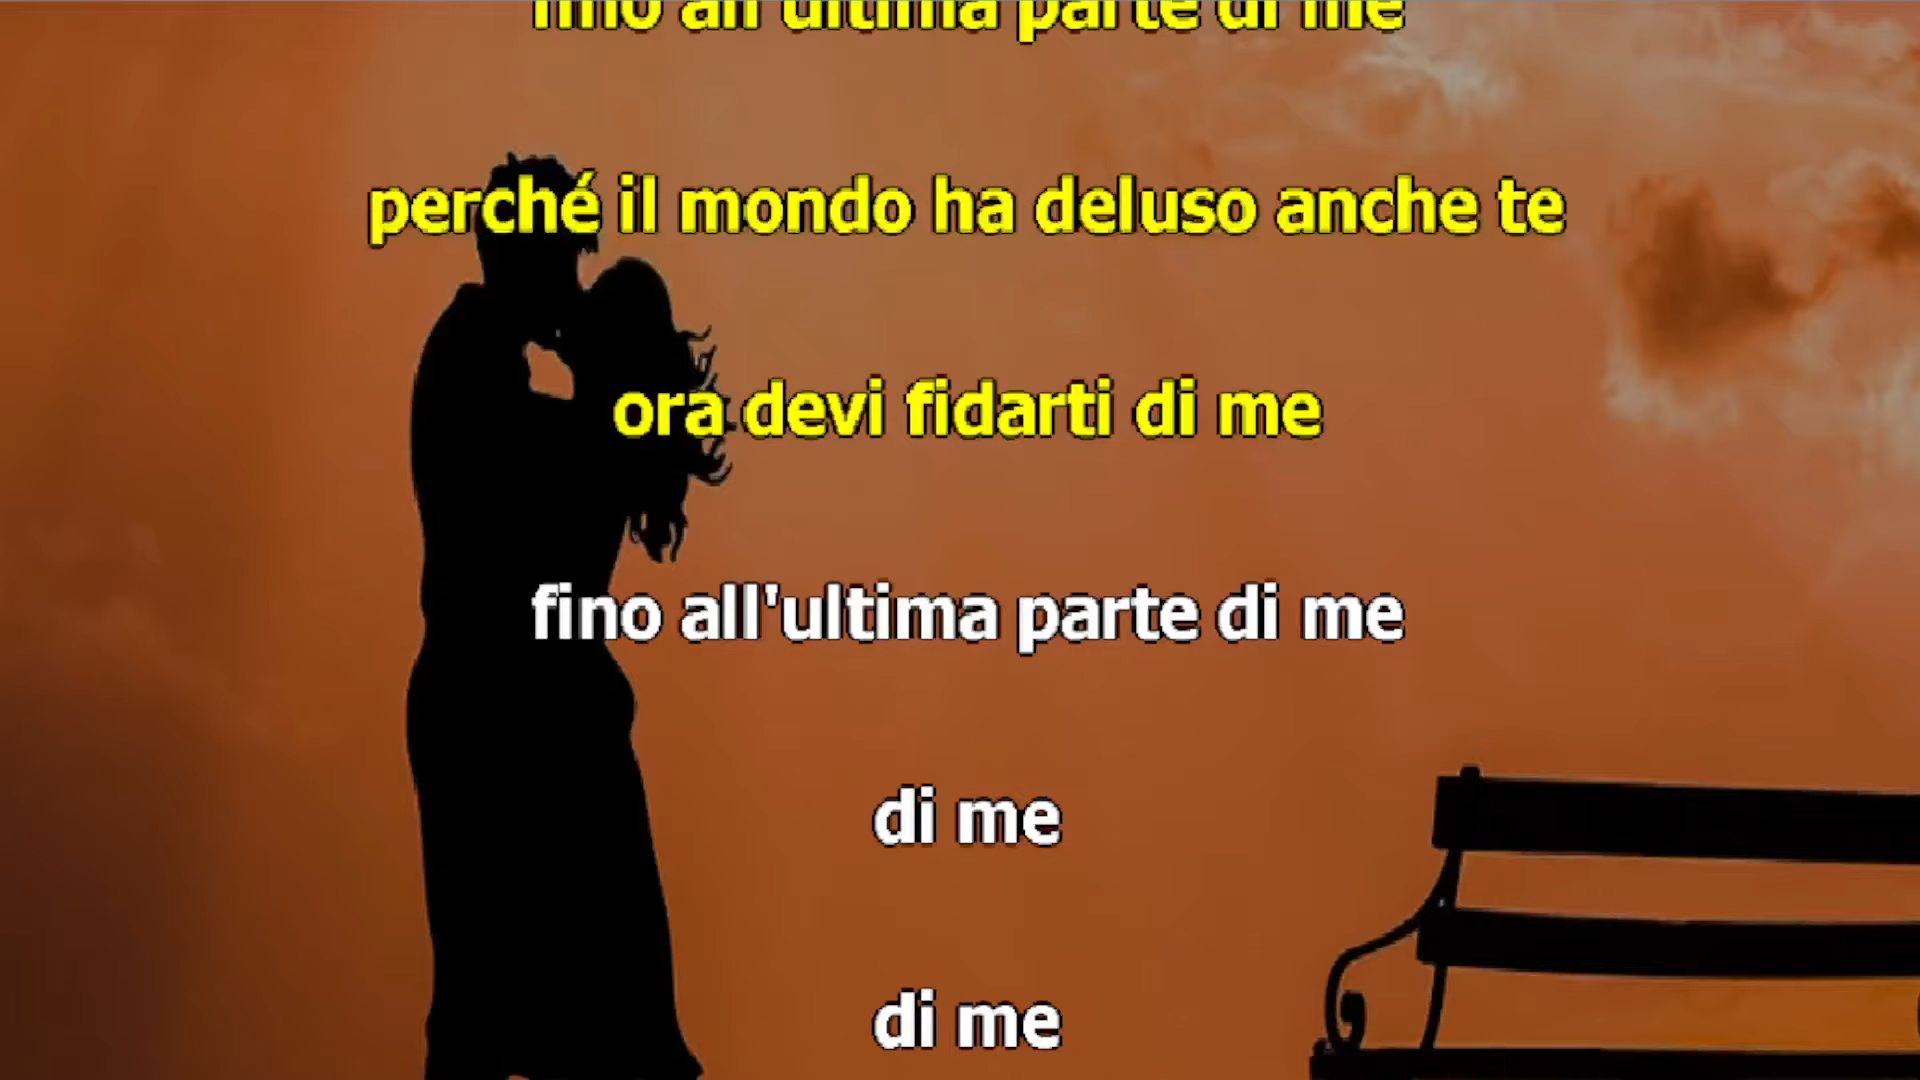 fino all'ultima parte di me
perché il mondo ha deluso anche te
ora devi fidarti di me
fino all'ultima parte di me
di me
di me